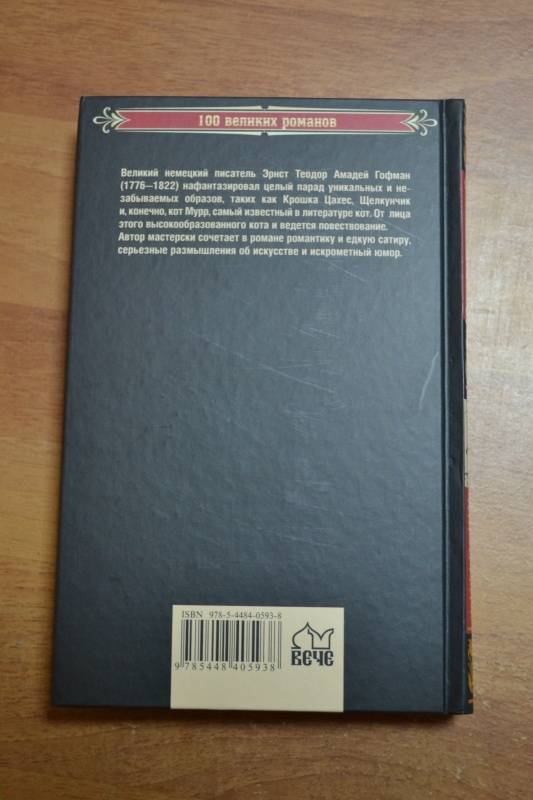 100 великих романов
Великий немецкий писатель Эрнст Теодор Амадей Гофман
(1776—1822) нафантазировал целый парад уникальных и не-
забываемых образов, таких как Крошка Цахес, Щелкунчик
и, конечно, кот Мурр, самый известный в литературе кот. От лица
этого высокообразованного кота и ведется повествование.
Автор мастерски сочетает в романе романтику и едкую сатиру,
серьезные размышления об искусстве и искрометный юмор.
ISBN 978-5-4484-0593-8
9 785448 405938
ВЕЧЕ